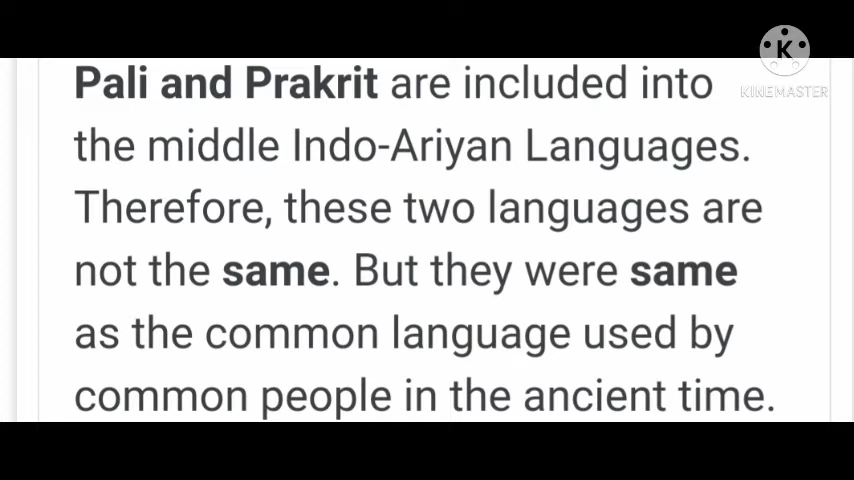 Pali and Prakrit are included into
the middle Indo-Ariyan Languages.
Therefore, these two languages are
not the same. But they were same
as the common language used by
common people in the ancient time.
K
KINEMASTER